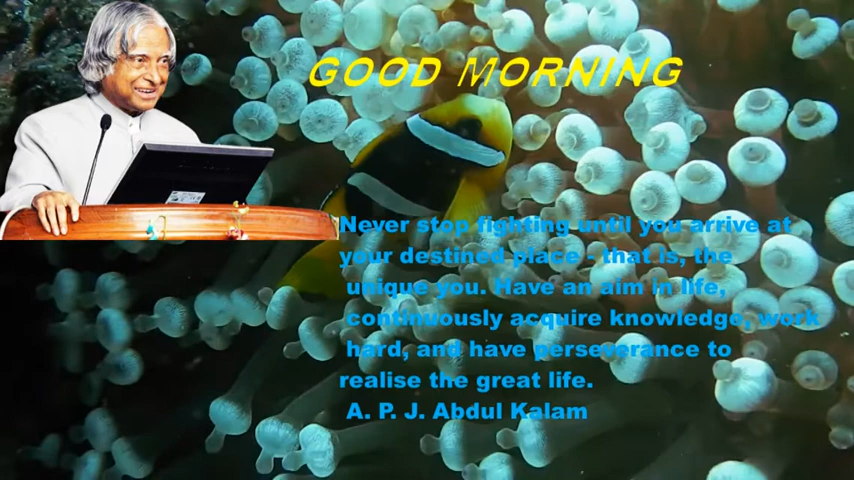 GOOD MORNING
Never stop fighting until you arrive at
your destined place - that is, the
unique you. Have an aim in life,
continuously acquire knowledge, work
hard, and have perseverance to
realise the great life.
A. P. J. Abdul Kalam